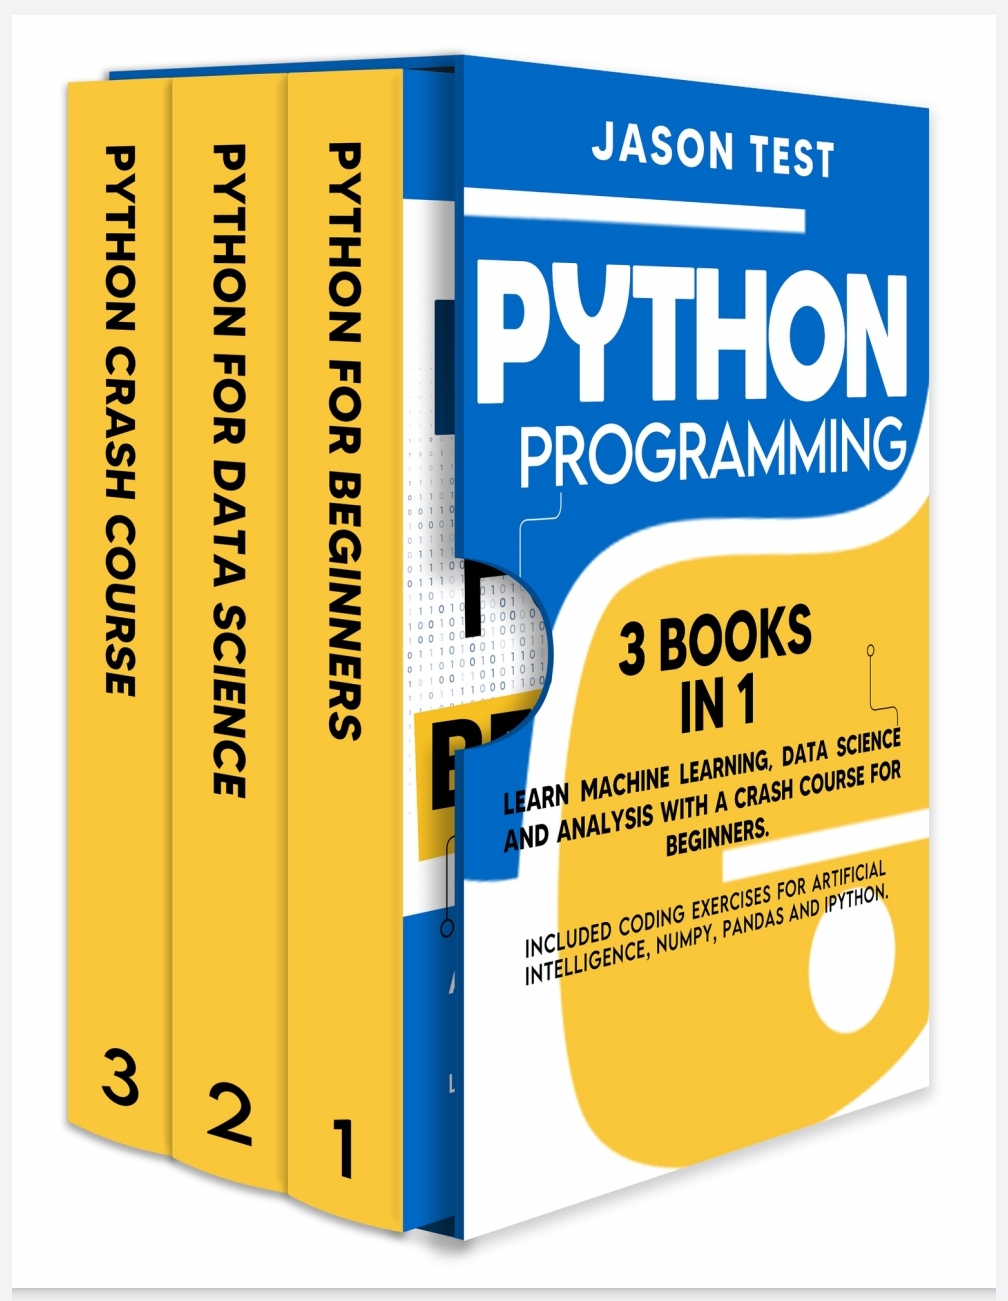 JASON TEST
PYTHON
PROGRAMMING
3 BOOKS
IN 1
LEARN MACHINE LEARNING, DATA SCIENCE
AND ANALYSIS WITH A CRASH COURSE FOR
BEGINNERS.
INCLUDED CODING EXERCISES FOR ARTIFICIAL
INTELLIGENCE, NUMPY, PANDAS AND IPYTHON.
PYTHON CRASH COURSE
3
PYTHON FOR DATA SCIENCE
2
PYTHON FOR BEGINNERS
1